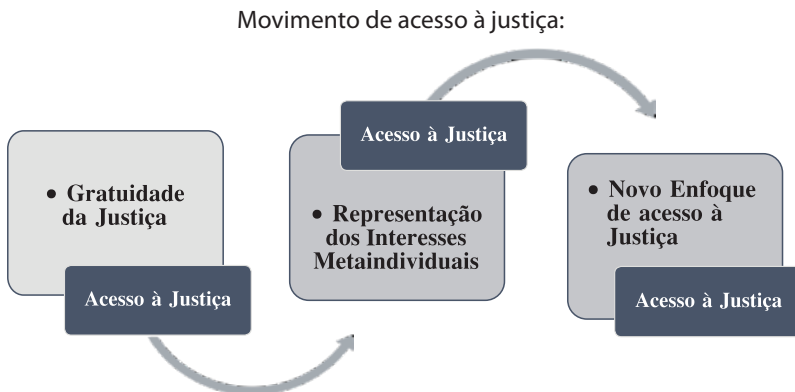 Movimento de acesso à justiça:
• Gratuidade
da Justiça
Acesso à Justiça
Acesso à Justiça
• Representação
dos Interesses
Metaindividuais
• Novo Enfoque
de acesso à
Justiça
Acesso à Justiça